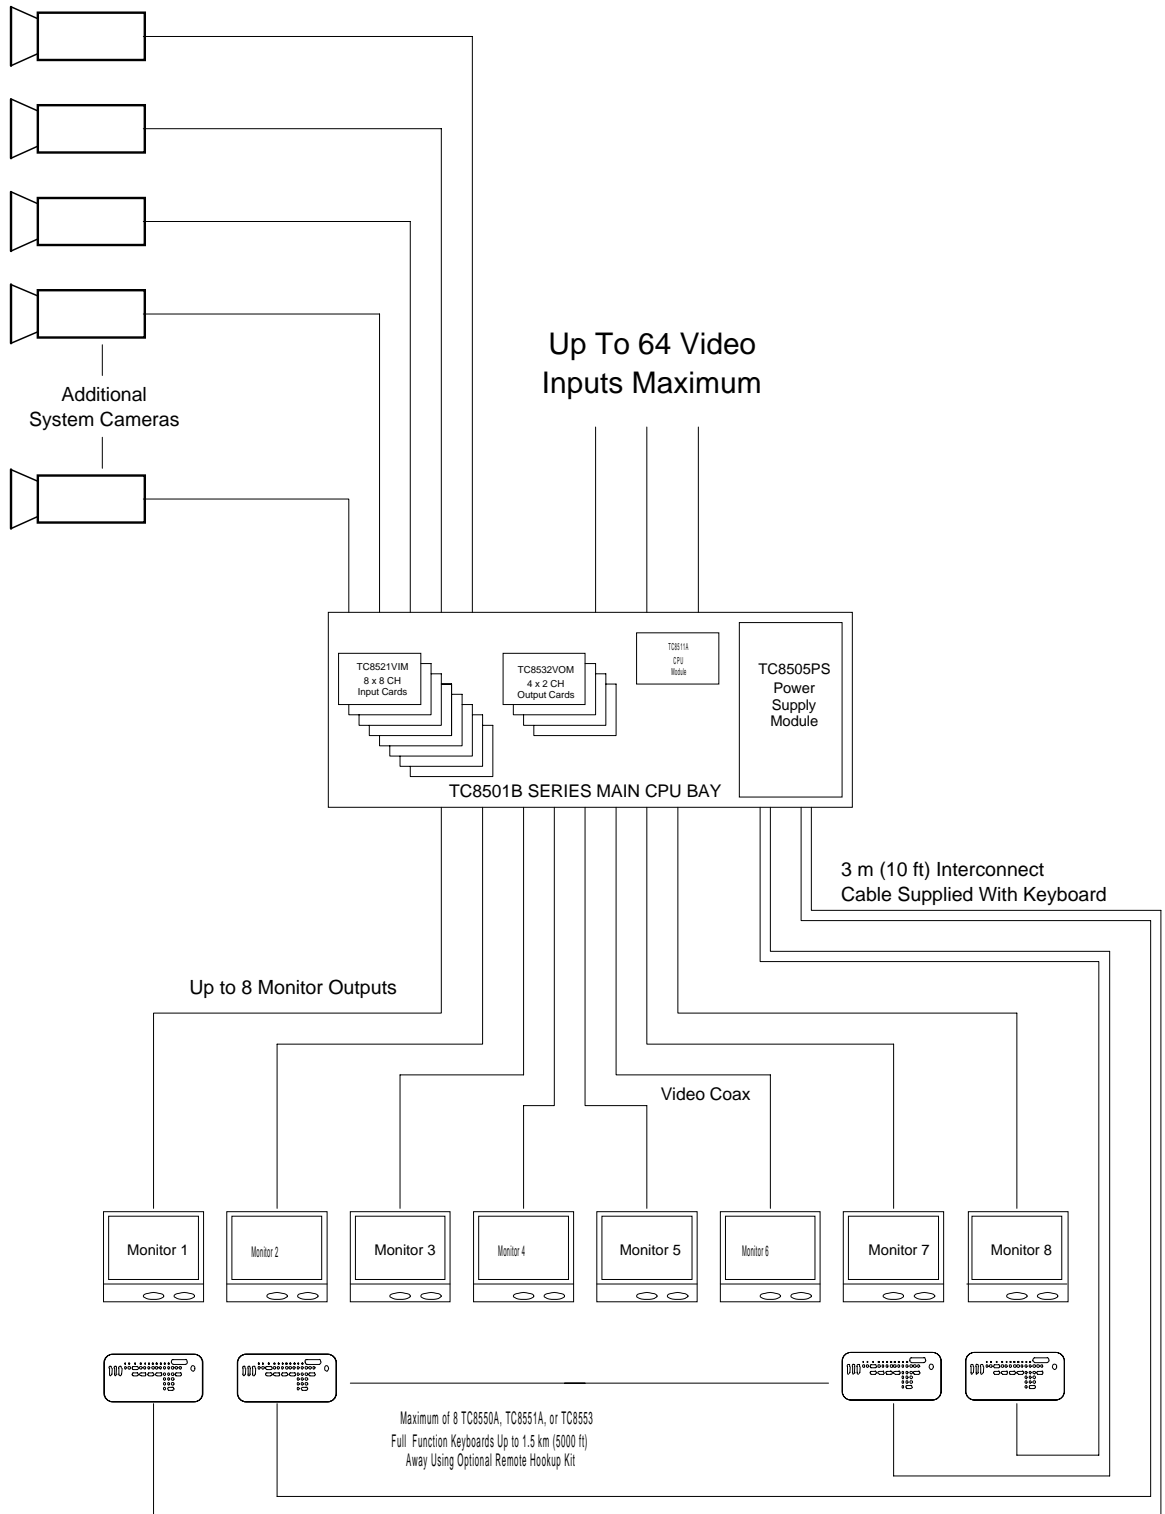 Up To 64 Video
Inputs Maximum
Additional
System Cameras
TC8521VIM
8 x 8 CH
Input Cards
TC8532VOM
4 x 2 CH
Output Cards
TC8511A
CPU
Module
TC8505PS
Power
Supply
Module
TC8501B SERIES MAIN CPU BAY
3 m (10 ft) Interconnect
Cable Supplied With Keyboard
Up to 8 Monitor Outputs
Video Coax
Monitor 1
Monitor 2
Monitor 3
Monitor 4
Monitor 5
Monitor 6
Monitor 7
Monitor 8
Maximum of 8 TC8550A, TC8551A, or TC8553
Full Function Keyboards Up to 1.5 km (5000 ft)
Away Using Optional Remote Hookup Kit